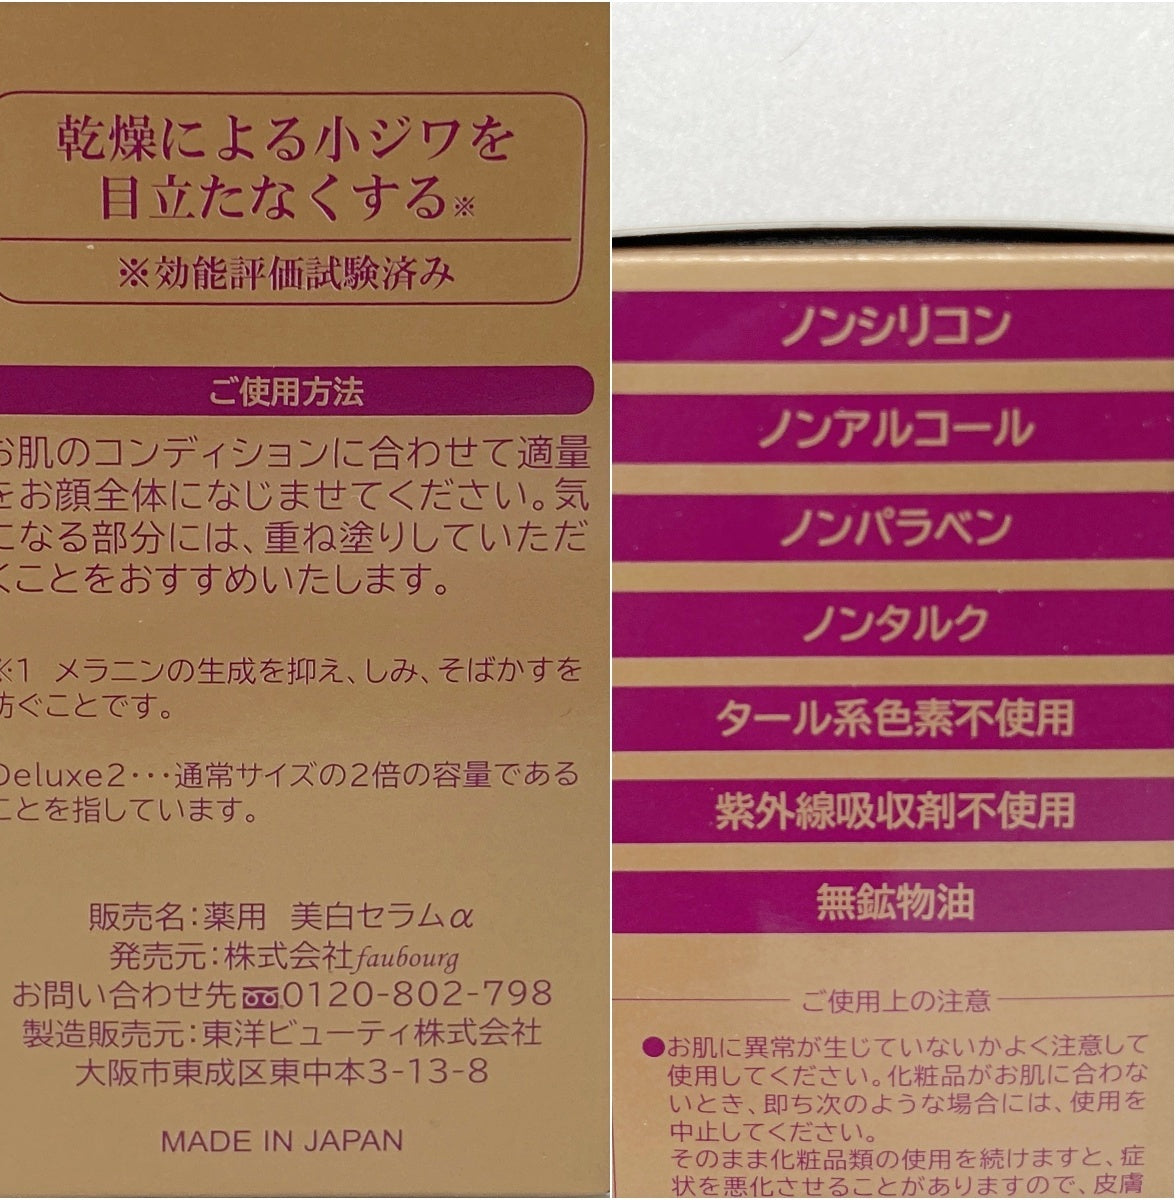 乾燥による小ジワを
目立たなくする※
※効能評価試験済み
ご使用方法
お肌のコンディションに合わせて適量
をお顔全体になじませてください。気
になる部分には、重ね塗りしていただ
くことをおすすめいたします。
※1 メラニンの生成を抑え、しみ、そばかすを
防ぐことです。
Deluxe2・・・通常サイズの2倍の容量である
ことを指しています。
販売名：薬用 美白セラムα
発売元：株式会社faubourg
お問い合わせ先 0120-802-798
製造販売元：東洋ビューティ株式会社
大阪市東成区東中本3-13-8
MADE IN JAPAN
ノンシリコン
ノンアルコール
ノンパラベン
ノンタルク
タール系色素不使用
紫外線吸収剤不使用
無鉱物油
ご使用上の注意
●お肌に異常が生じていないかよく注意して
使用してください。化粧品がお肌に合わな
いとき、即ち次のような場合には、使用を
中止してください。
そのまま化粧品類の使用を続けますと、症
状を悪化させることがありますので、皮膚